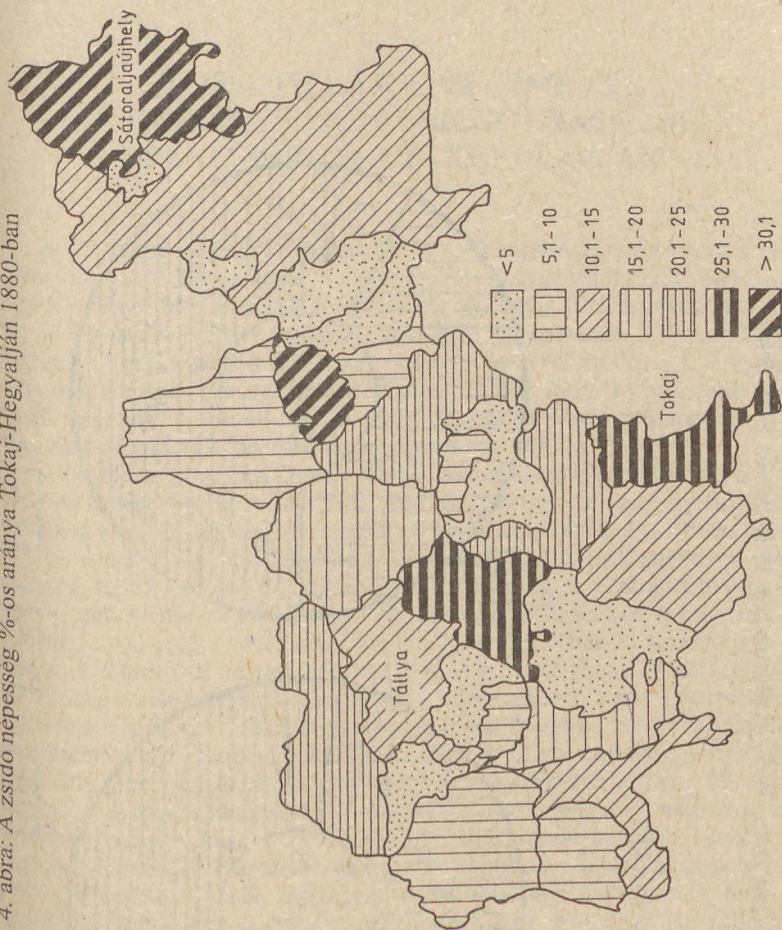 4. ábra: A zsidó népesség %-os aránya Tokaj-Hegyalján 1880-ban
Sátoraljaújhely
Tállya
Tokaj
<5
5,1-10
10,1-15
15,1-20
20,1-25
25,1-30
> 30,1